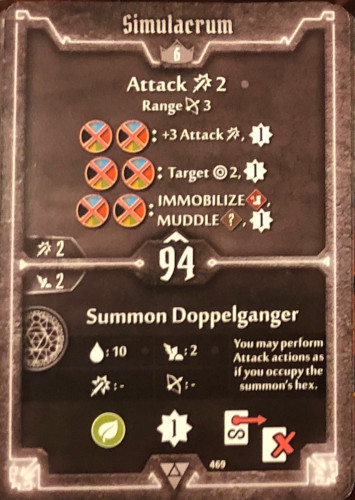 Simulacrum
6
Attack 2
Range 3
: +3 Attack , 1
: Target 2, 1
: IMMOBILIZE ,
MUDDLE ? , 1
2
94
2
Summon Doppelganger
: 10 : 2
: - : -
You may perform
Attack actions as
if you occupy the
summon's hex.
1
S
469